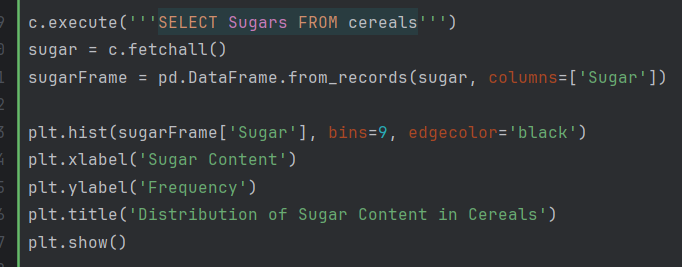 c.execute('''SELECT Sugars FROM cereals''')
sugar = c.fetchall()
sugarFrame = pd.DataFrame.from_records(sugar, columns=['Sugar'])
plt.hist(sugarFrame['Sugar'], bins=9, edgecolor='black')
plt.xlabel('Sugar Content')
plt.ylabel('Frequency')
plt.title('Distribution of Sugar Content in Cereals')
plt.show()